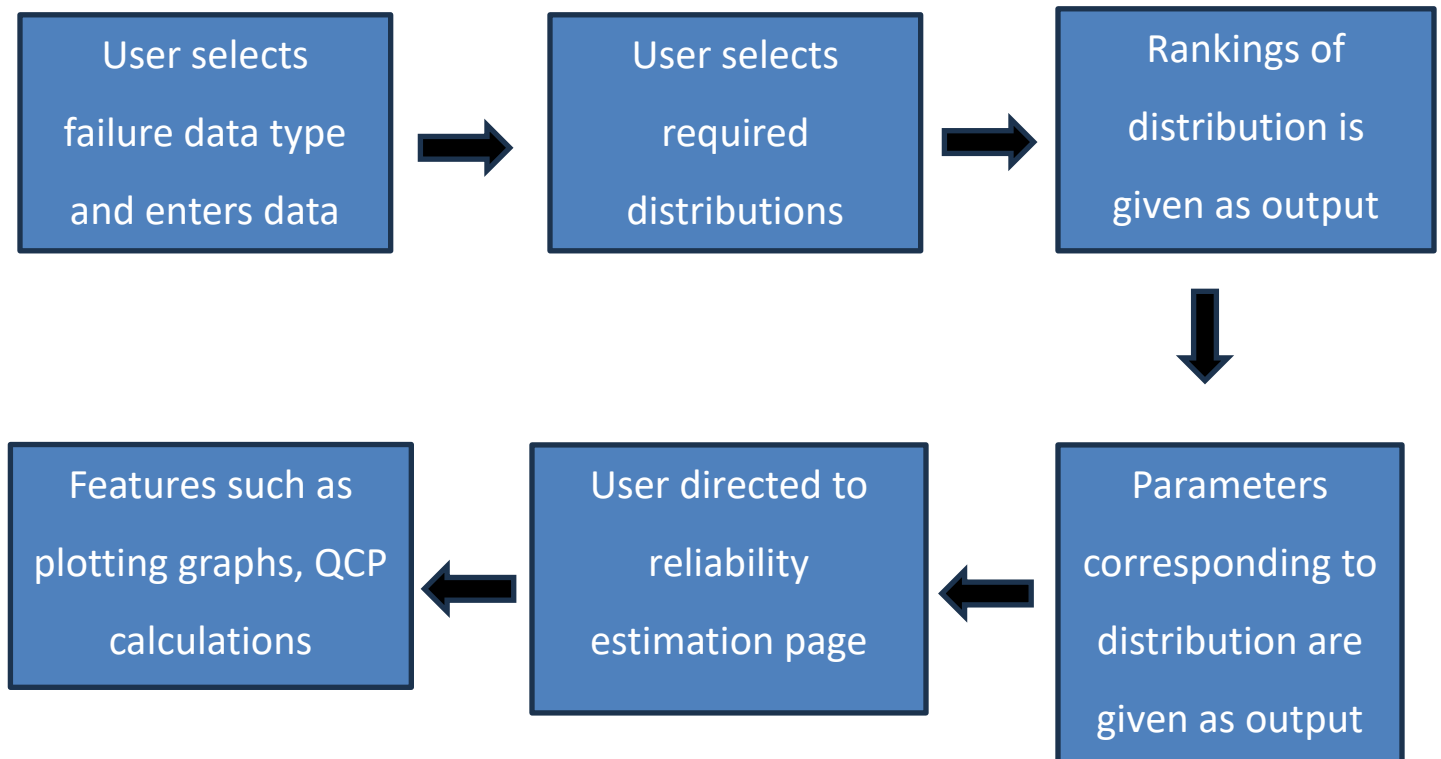 User selects
failure data type
and enters data
User selects
required
distributions
Rankings of
distribution is
given as output
Parameters
corresponding to
distribution are
given as output
User directed to
reliability
estimation page
Features such as
plotting graphs, QCP
calculations